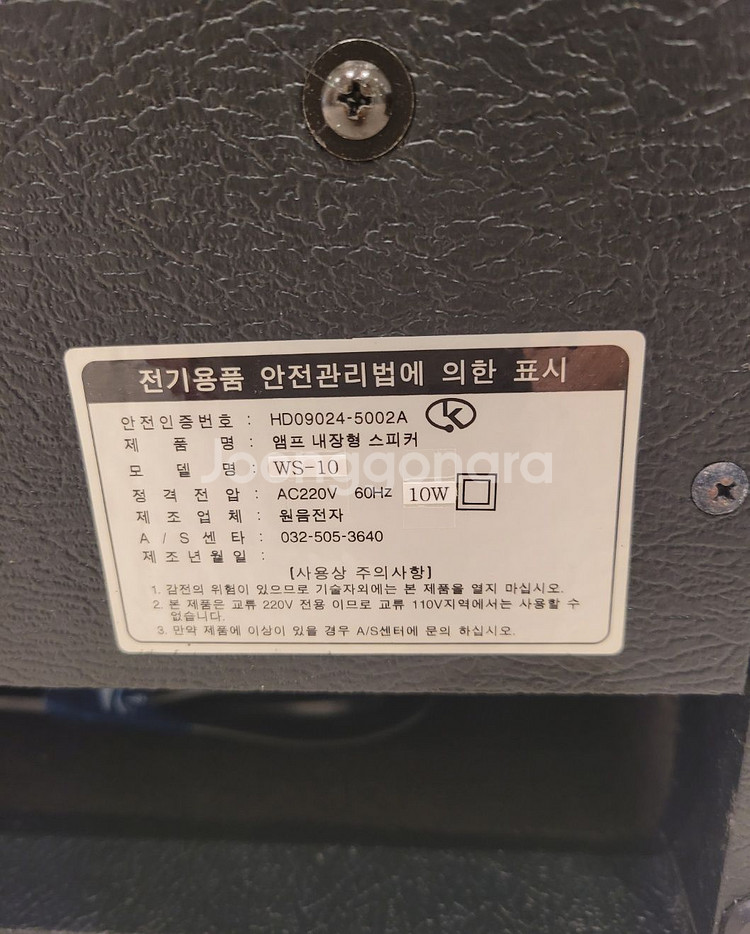 전기용품 안전관리법에 의한 표시
안전인증번호 : HD09024-5002A
제 품 명 : 앰프 내장형 스피커
모 델 명 : WS-10
정 격 전 압 : AC220V 60Hz 10W
제 조 업 체 : 원음전자
A / S 센 타 : 032-505-3640
제 조 년 월 일 :
[사용상 주의사항]
1. 감전의 위험이 있으므로 기술자외에는 본 제품을 열지 마십시오.
2. 본 제품은 교류 220V 전용 이므로 교류 110V지역에서는 사용할 수
없습니다.
3. 만약 제품에 이상이 있을 경우 A/S센터에 문의 하십시오.
Joonggonara